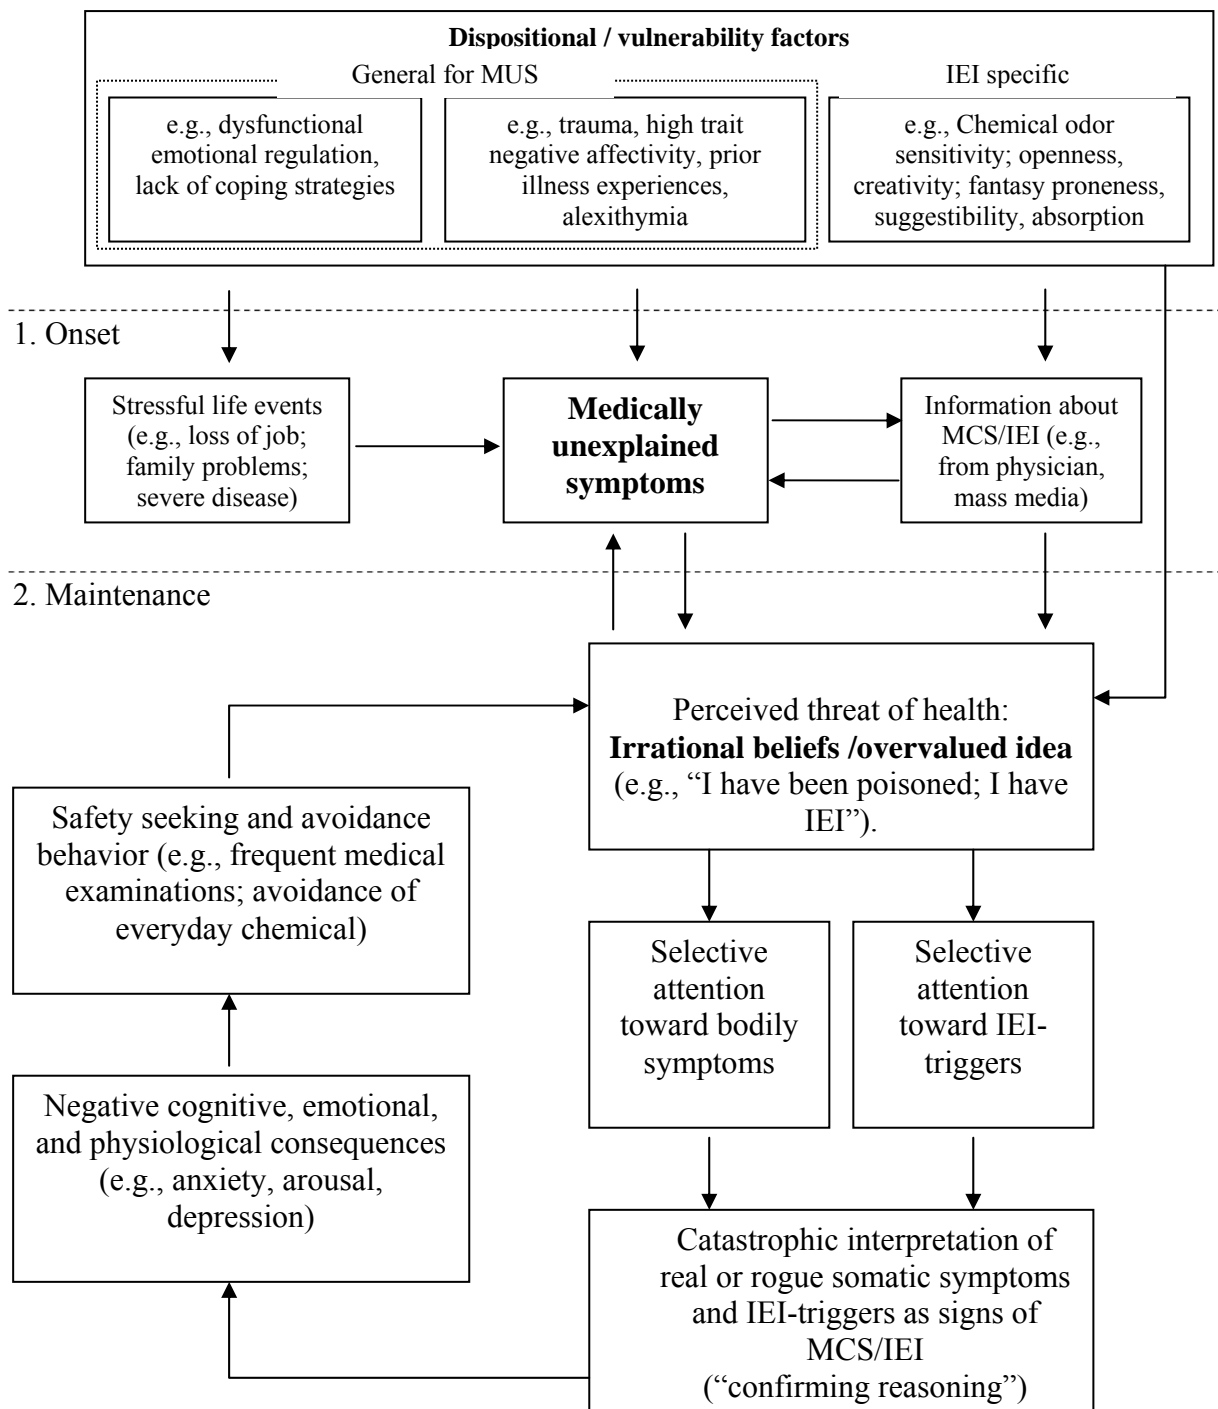 Dispositional / vulnerability factors
General for MUS
IEI specific
e.g., dysfunctional
emotional regulation,
lack of coping strategies
e.g., trauma, high trait
negative affectivity, prior
illness experiences,
alexithymia
e.g., Chemical odor
sensitivity; openness,
creativity; fantasy proneness,
suggestibility, absorption
1. Onset
Stressful life events
(e.g., loss of job;
family problems;
severe disease)
Medically
unexplained
symptoms
Information about
MCS/IEI (e.g.,
from physician,
mass media)
2. Maintenance
Perceived threat of health:
Irrational beliefs /overvalued idea
(e.g., “I have been poisoned; I have
IEI”).
Safety seeking and avoidance
behavior (e.g., frequent medical
examinations; avoidance of
everyday chemical)
Selective
attention
toward bodily
symptoms
Selective
attention
toward IEI-
triggers
Negative cognitive, emotional,
and physiological consequences
(e.g., anxiety, arousal,
depression)
Catastrophic interpretation of
real or rogue somatic symptoms
and IEI-triggers as signs of
MCS/IEI
(“confirming reasoning”)